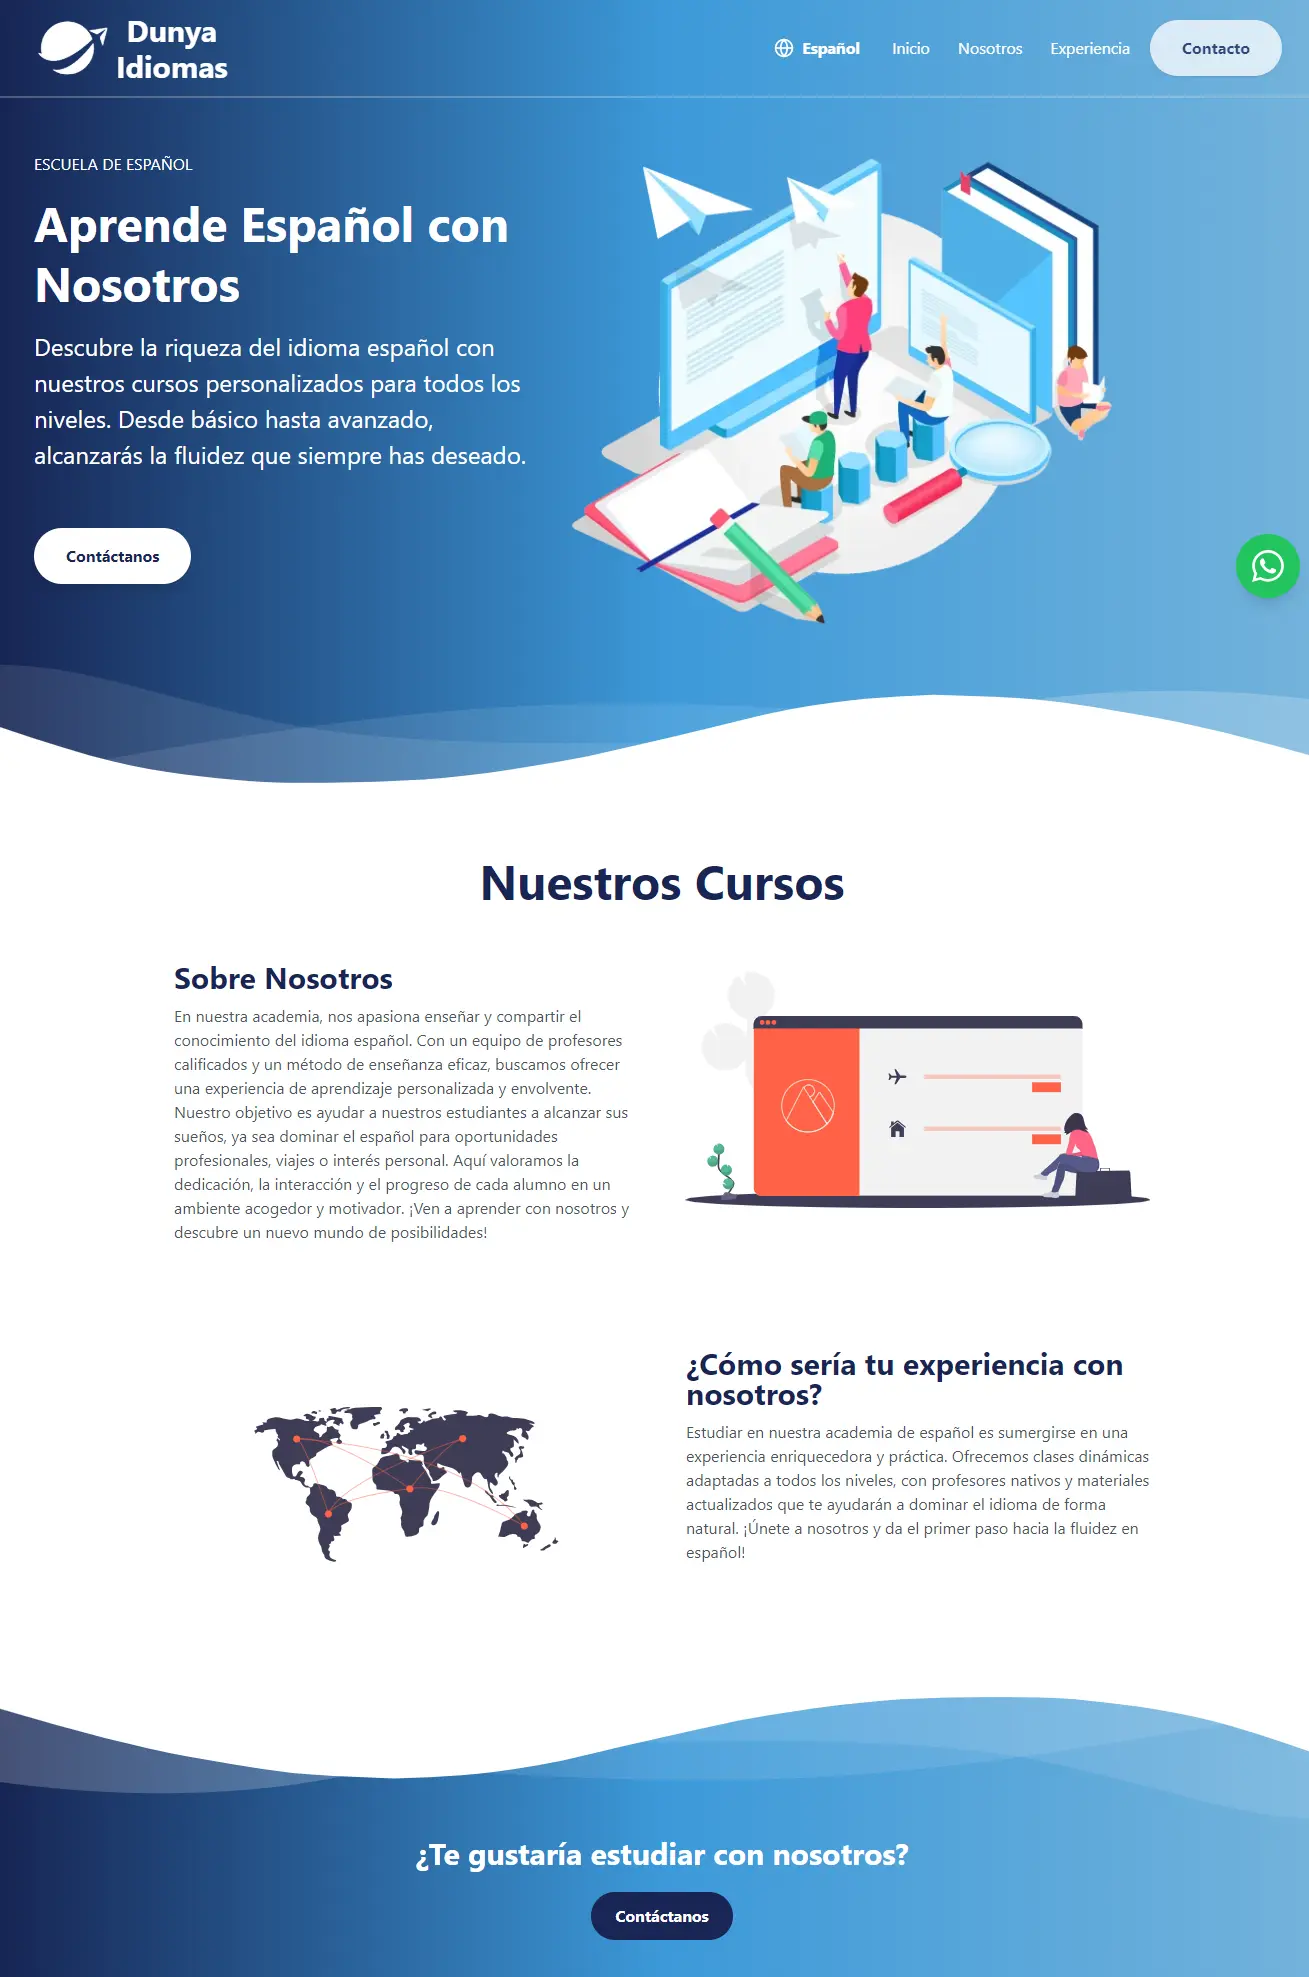 Dunya
Idiomas
Español
Inicio
Nosotros
Experiencia
Contacto
ESCUELA DE ESPAÑOL
Aprende Español con
Nosotros
Descubre la riqueza del idioma español con
nuestros cursos personalizados para todos los
niveles. Desde básico hasta avanzado,
alcanzarás la fluidez que siempre has deseado.
Contáctanos
Nuestros Cursos
Sobre Nosotros
En nuestra academia, nos apasiona enseñar y compartir el
conocimiento del idioma español. Con un equipo de profesores
calificados y un método de enseñanza eficaz, buscamos ofrecer
una experiencia de aprendizaje personalizada y envolvente.
Nuestro objetivo es ayudar a nuestros estudiantes a alcanzar sus
sueños, ya sea dominar el español para oportunidades
profesionales, viajes o interés personal. Aquí valoramos la
dedicación, la interacción y el progreso de cada alumno en un
ambiente acogedor y motivador. ¡Ven a aprender con nosotros y
descubre un nuevo mundo de posibilidades!
¿Cómo sería tu experiencia con
nosotros?
Estudiar en nuestra academia de español es sumergirse en una
experiencia enriquecedora y práctica. Ofrecemos clases dinámicas
adaptadas a todos los niveles, con profesores nativos y materiales
actualizados que te ayudarán a dominar el idioma de forma
natural. ¡Únete a nosotros y da el primer paso hacia la fluidez en
español!
¿Te gustaría estudiar con nosotros?
Contáctanos